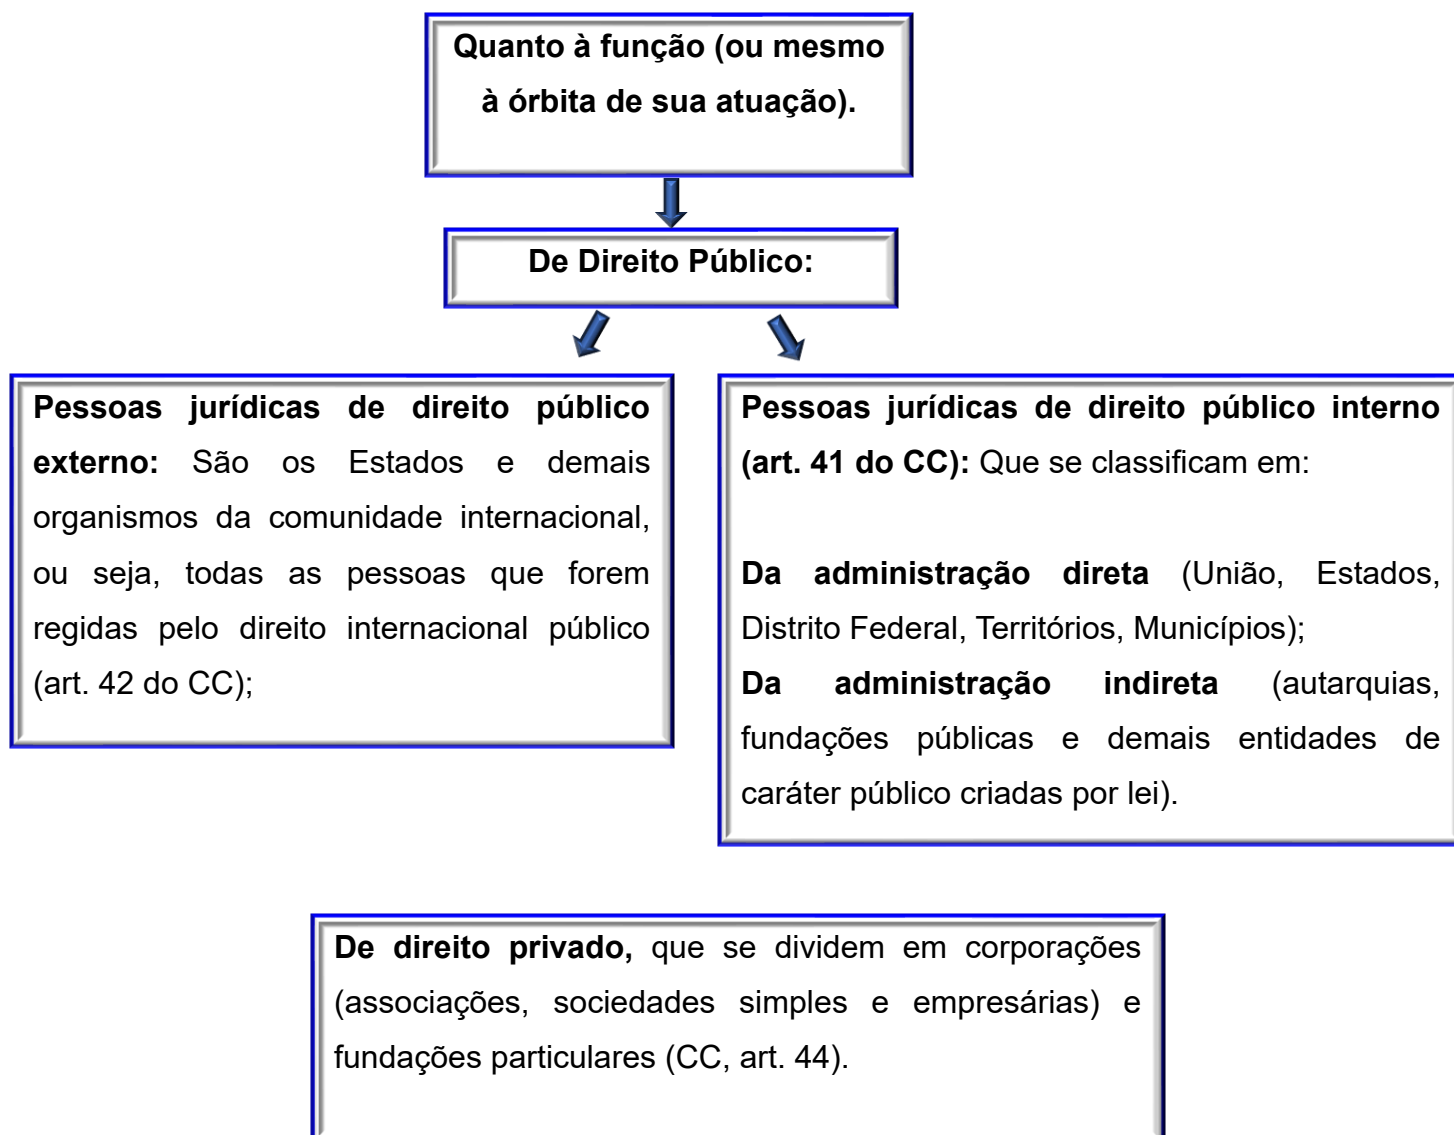 Quanto à função (ou mesmo
à órbita de sua atuação).
De Direito Público:
Pessoas jurídicas de direito público
externo: São os Estados e demais
organismos da comunidade internacional,
ou seja, todas as pessoas que forem
regidas pelo direito internacional público
(art. 42 do CC);
Pessoas jurídicas de direito público interno
(art. 41 do CC): Que se classificam em:
Da administração direta (União, Estados,
Distrito Federal, Territórios, Municípios);
Da administração indireta (autarquias,
fundações públicas e demais entidades de
caráter público criadas por lei).
De direito privado, que se dividem em corporações
(associações, sociedades simples e empresárias) e
fundações particulares (CC, art. 44).